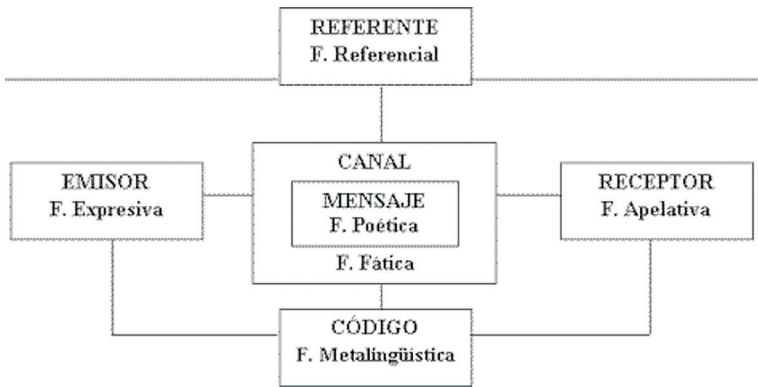 REFERENTE
F. Referencial
CANAL
EMISOR
F. Expresiva
MENSAJE
F. Poética
RECEPTOR
F. Apelativa
F. Fática
CÓDIGO
F. Metalingüística